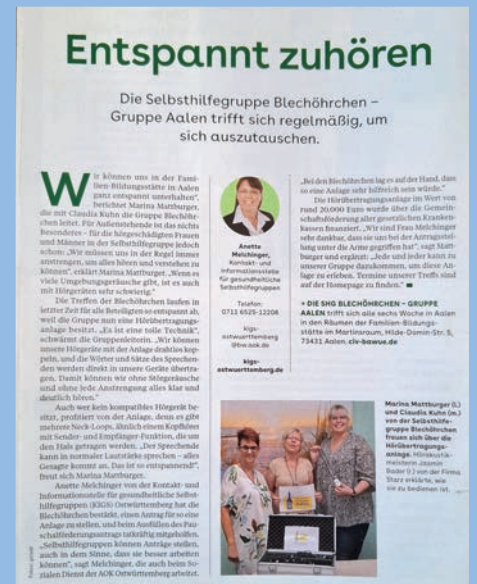 Entspannt zuhören
Die Selbsthilfegruppe Blechöhrchen –
Gruppe Aalen trifft sich regelmäßig, um
sich auszutauschen.
Wir können uns in der Fami-
lien-Bildungsstätte in Aalen
ganz entspannt unterhalten“,
berichtet Marina Mattburger,
die mit Claudia Kuhn die Gruppe Blechöhr-
chen leitet. Für Außenstehende ist das nichts
Besonderes – für die hörgeschädigten Frauen
und Männer in der Selbsthilfegruppe jedoch
schon: „Wir müssen uns in der Regel immer
anstrengen, um alles hören und verstehen zu
können“, erklärt Marina Mattburger. „Wenn es
viele Umgebungsgeräusche gibt, ist es auch
mit Hörgeräten sehr schwierig.“
Die Treffen der Blechöhrchen laufen in
letzter Zeit für alle Beteiligten so entspannt ab,
weil die Gruppe nun eine Hörübertragungs-
anlage besitzt. „Es ist eine tolle Technik“,
schwärmt die Gruppenleiterin. „Wir können
unsere Hörgeräte mit der Anlage drahtlos kop-
peln, und die Wörter und Sätze des Sprechen-
den werden direkt in unsere Geräte übertra-
gen. Damit können wir ohne Störgeräusche
und ohne jede Anstrengung alles klar und
deutlich hören.“
Auch wer kein kompatibles Hörgerät be-
sitzt, profitiert von der Anlage, denn es gibt
mehrere Neck-Loops, ähnlich einem Kopfhörer
mit Sender- und Empfänger-Funktion, die um
den Hals getragen werden. „Der Sprechende
kann in normaler Lautstärke sprechen – alles
Gesagte kommt an. Das ist so entspannend!“,
freut sich Marina Mattburger.
Anette Melchinger von der Kontakt- und
Informationsstelle für gesundheitliche Selbst-
hilfegruppen (KIGS) Ostwürttemberg hat die
Blechöhrchen bestärkt, einen Antrag für so eine
Anlage zu stellen, und beim Ausfüllen des Pau-
schalförderungsantrags tatkräftig mitgeholfen.
„Selbsthilfegruppen können Anträge stellen,
auch in dem Sinne, dass sie besser arbeiten
können“, sagt Melchinger, die auch beim So-
zialen Dienst der AOK Ostwürttemberg arbeitet.
Anette
Melchinger,
Kontakt- und
Informationsstelle
für gesundheitliche
Selbsthilfegruppen
Telefon:
0711 6525-12208
kigs-
ostwuerttemberg
@bw.aok.de
kigs-
ostwuerttemberg.de
„Bei den Blechöhrchen lag es auf der Hand, dass
so eine Anlage sehr hilfreich sein würde.“
Die Hörübertragungsanlage im Wert von
rund 20.000 Euro wurde über die Gemein-
schaftsförderung aller gesetzlichen Kranken-
kassen finanziert. „Wir sind Frau Melchinger
sehr dankbar, dass sie uns bei der Antragsstel-
lung unter die Arme gegriffen hat“, sagt Matt-
burger und ergänzt: „Jede und jeder kann zu
unserer Gruppe dazukommen, um diese An-
lage zu erleben. Termine unserer Treffs sind
auf der Homepage zu finden.“
+ DIE SHG BLECHÖHRCHEN – GRUPPE
AALEN trifft sich alle sechs Woche in Aalen
in den Räumen der Familien-Bildungs-
stätte im Martinsraum, Hilde-Domin-Str. 5,
73431 Aalen, civ-bawue.de
Marina Mattburger (l.)
und Claudia Kuhn (m.)
von der Selbsthilfe-
gruppe Blechöhrchen
freuen sich über die
Hörübertragungs-
anlage. Hörakustik-
meisterin Jasmin
Bader (r.) von der Firma
Starz erklärte, wie
sie zu bedienen ist.